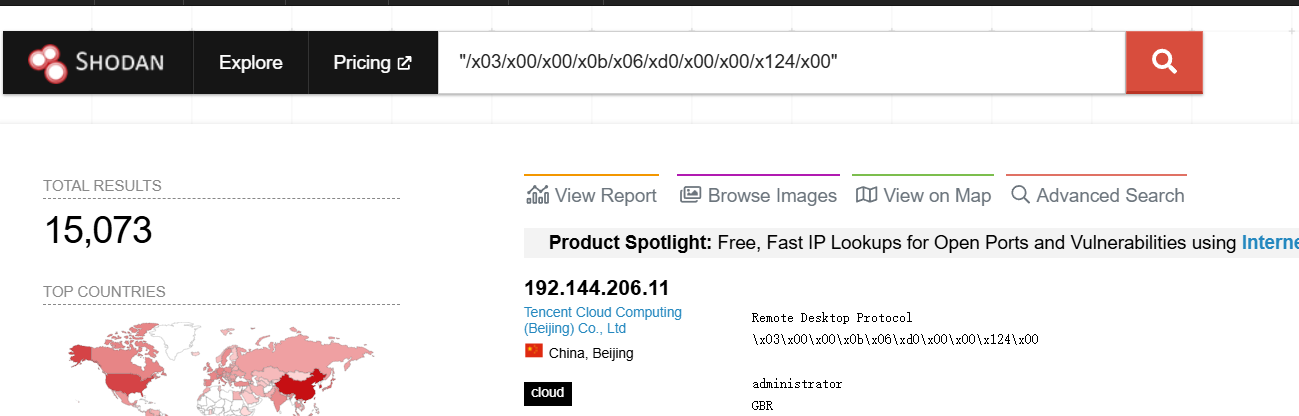 SHODAN
Explore
Pricing
"/x03/x00/x00/x0b/x06/xd0/x00/x00/x124/x00"
TOTAL RESULTS
15,073
TOP COUNTRIES
View Report
Browse Images
View on Map
Advanced Search
Product Spotlight: Free, Fast IP Lookups for Open Ports and Vulnerabilities using Interne
192.144.206.11
Tencent Cloud Computing
(Beijing) Co., Ltd
China, Beijing
cloud
Remote Desktop Protocol
\x03\x00\x00\x0b\x06\xd0\x00\x00\x124\x00
administrator
GBR